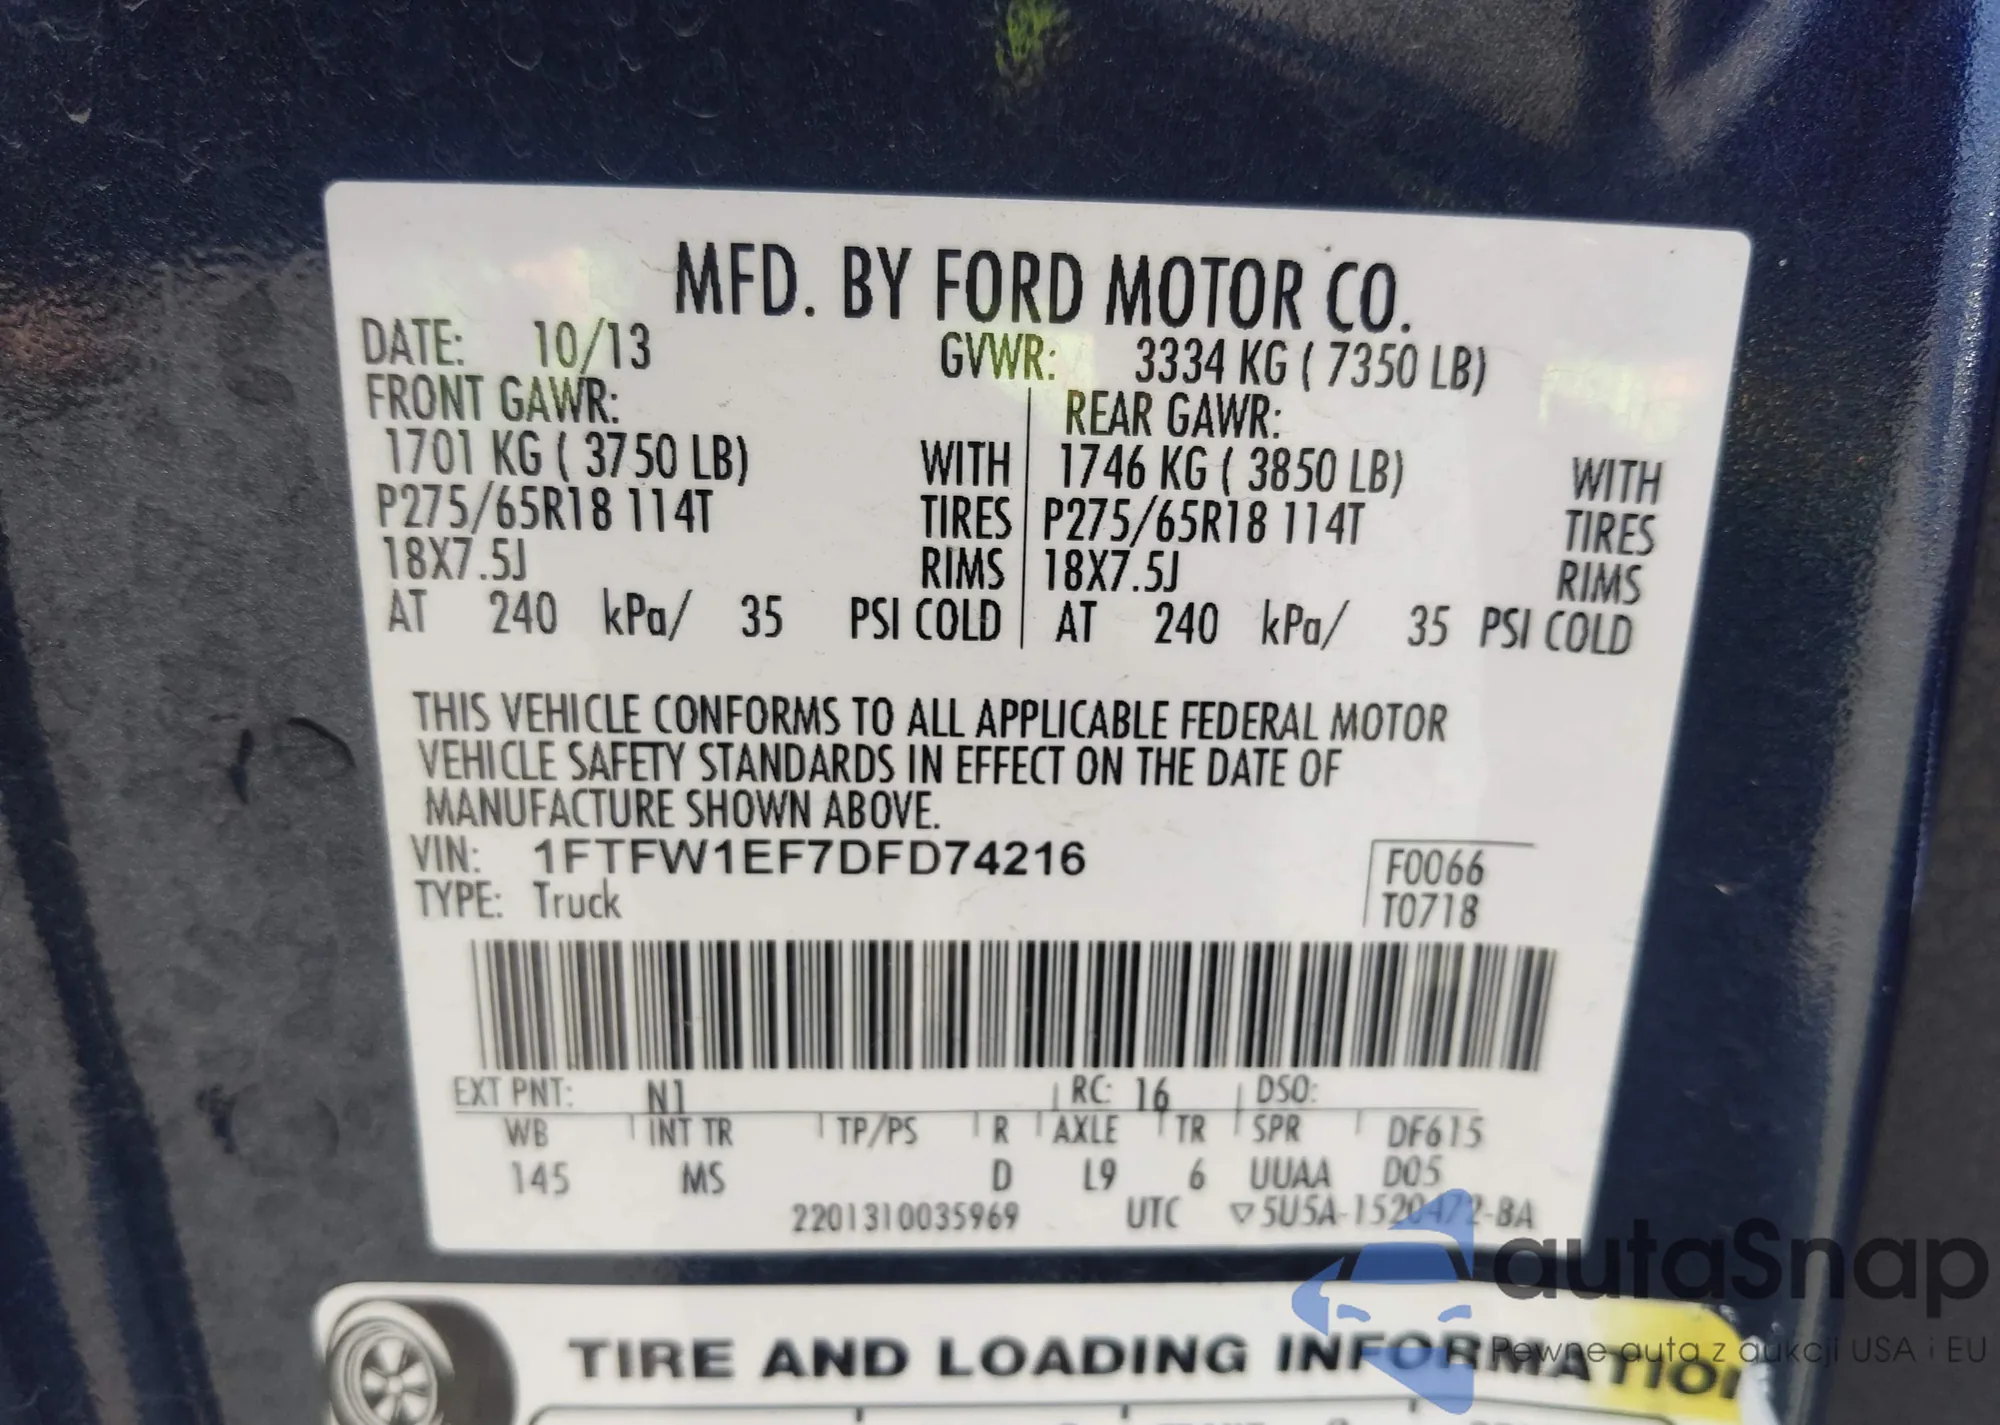 MFD. BY FORD MOTOR CO.
DATE: 10/13 GVWR: 3334 KG ( 7350 LB)
FRONT GAWR: REAR GAWR:
1701 KG ( 3750 LB) WITH 1746 KG ( 3850 LB) WITH
P275/65R18 114T TIRES P275/65R18 114T TIRES
18X7.5J RIMS 18X7.5J RIMS
AT 240 kPa/ 35 PSI COLD AT 240 kPa/ 35 PSI COLD
THIS VEHICLE CONFORMS TO ALL APPLICABLE FEDERAL MOTOR
VEHICLE SAFETY STANDARDS IN EFFECT ON THE DATE OF
MANUFACTURE SHOWN ABOVE.
VIN: 1FTFW1EF7DFD74216 F0066
TYPE: Truck T0718
EXT PNT: N1 RC: 16 DSO:
WB INT TR TP/PS R AXLE TR SPR DF615
145 MS D L9 6 UUAA D05
2201310035969 UTC ▽5U5A-1520472-BA
autaSnap
Pewne auta z aukcji USA i EU
TIRE AND LOADING INFORMATION